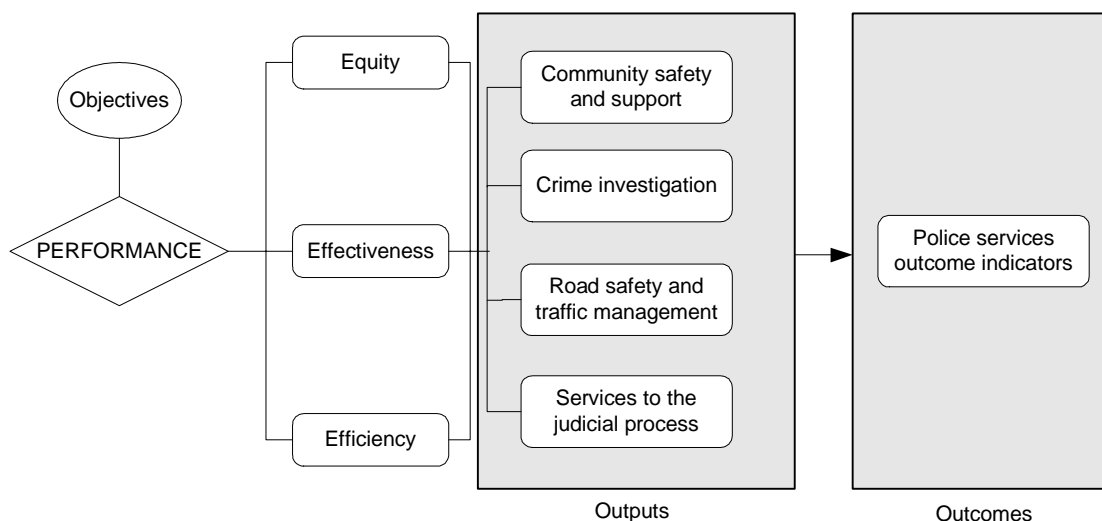 Objectives
PERFORMANCE
Equity
Effectiveness
Efficiency
Community safety
and support
Crime investigation
Road safety and
traffic management
Services to the
judicial process
Outputs
Police services
outcome indicators
Outcomes